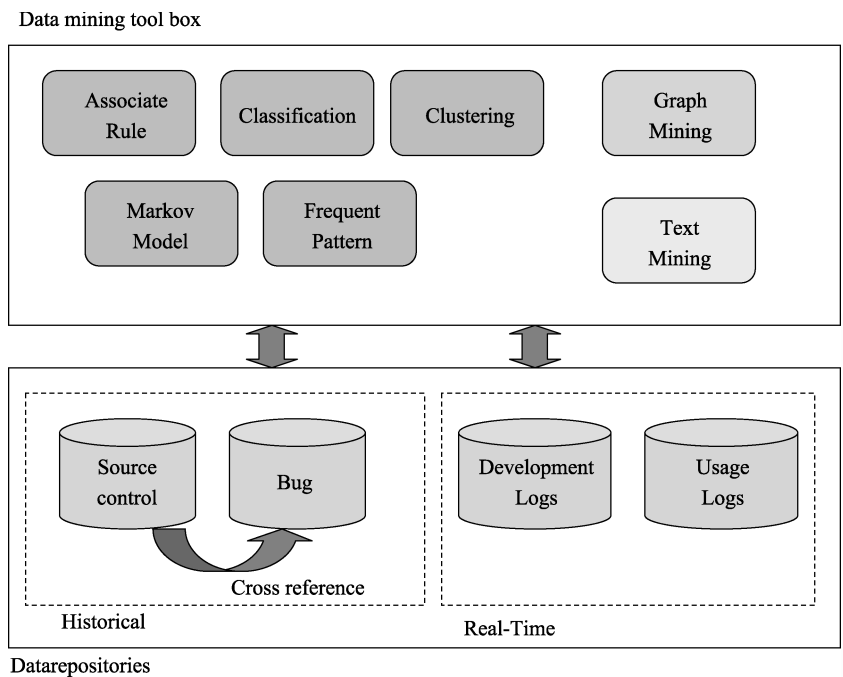 Data mining tool box
Associate
Rule
Classification
Clustering
Graph
Mining
Markov
Model
Frequent
Pattern
Text
Mining
Source
control
Bug
Development
Logs
Usage
Logs
Cross reference
Historical
Real-Time
Datarepositories